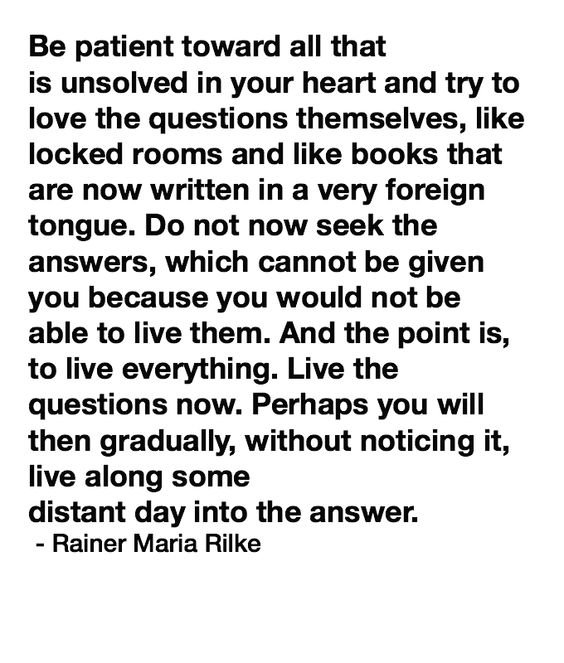 Be patient toward all that
is unsolved in your heart and try to
love the questions themselves, like
locked rooms and like books that
are now written in a very foreign
tongue. Do not now seek the
answers, which cannot be given
you because you would not be
able to live them. And the point is,
to live everything. Live the
questions now. Perhaps you will
then gradually, without noticing it,
live along some
distant day into the answer.
- Rainer Maria Rilke